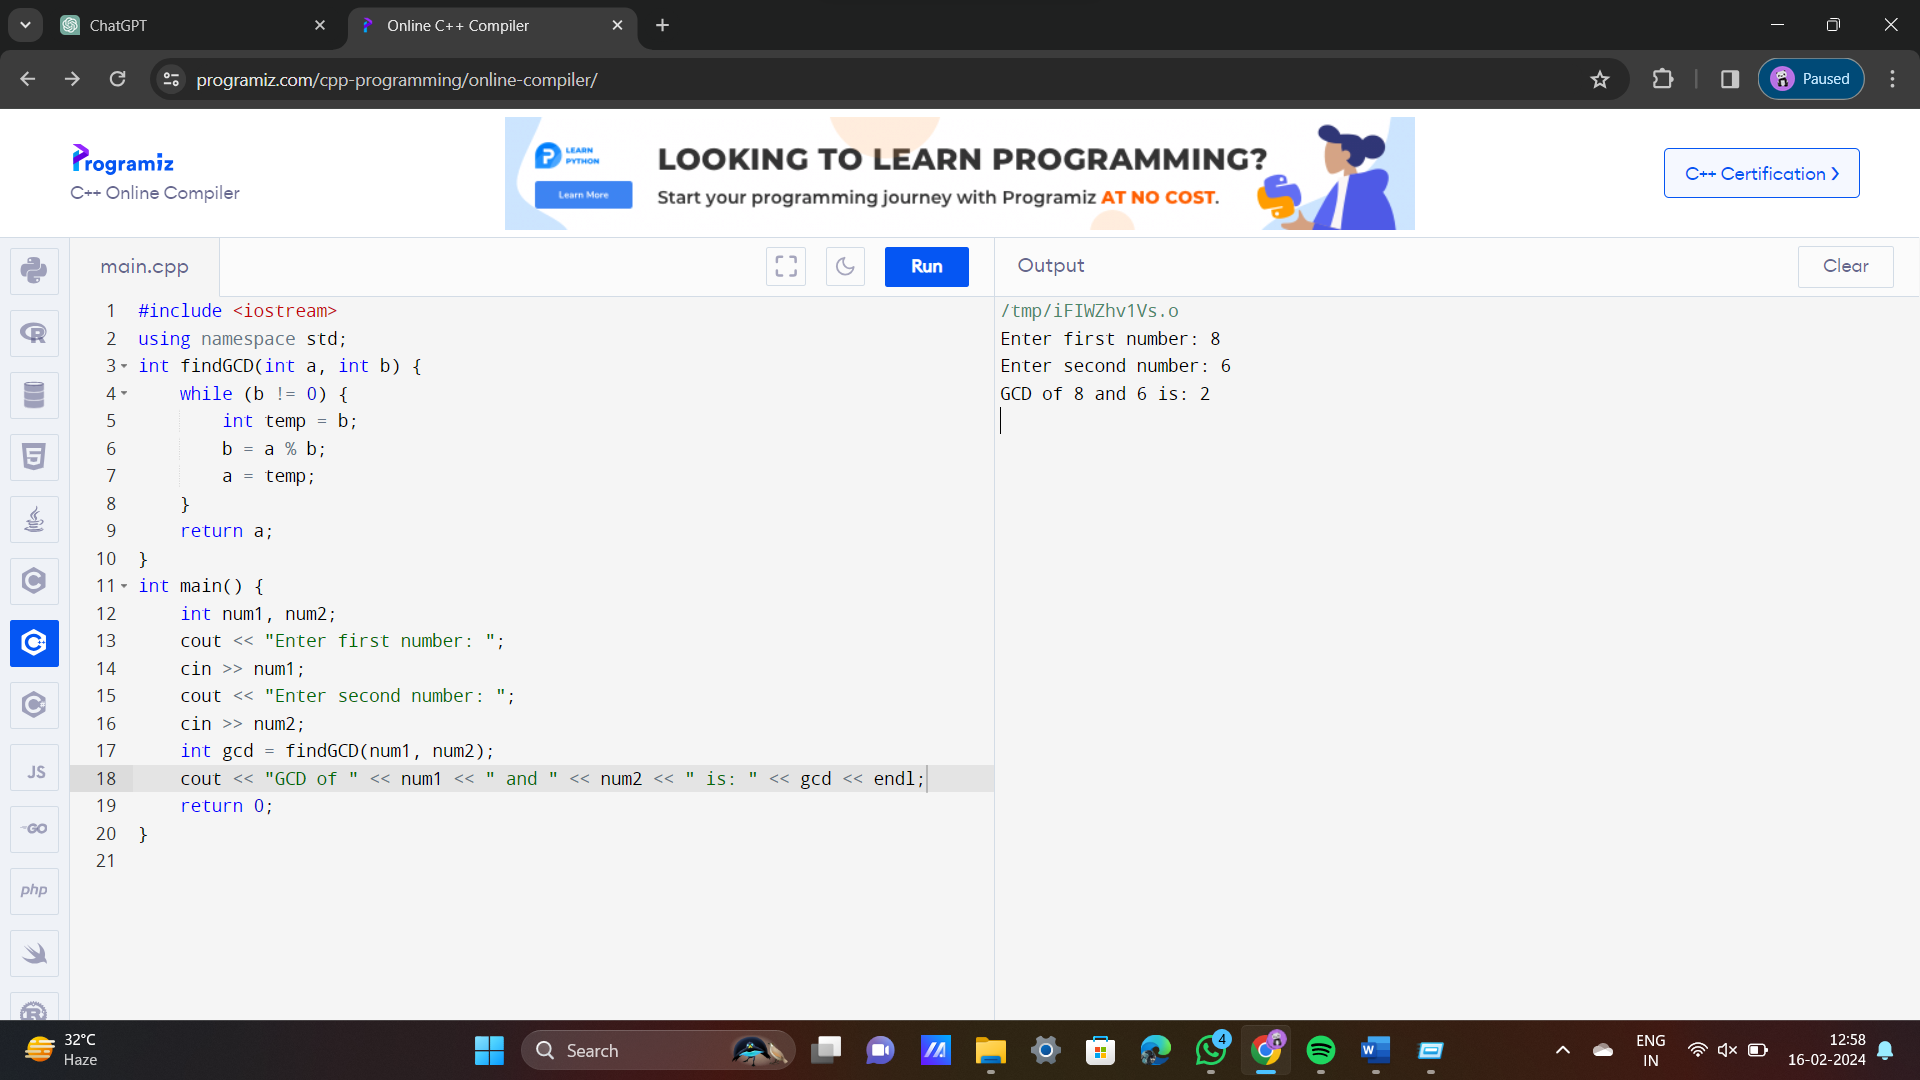 ChatGPT
Online C++ Compiler
programiz.com/cpp-programming/online-compiler/
Paused
Programiz
C++ Online Compiler
LEARN
PYTHON
Learn More
LOOKING TO LEARN PROGRAMMING?
Start your programming journey with Programiz AT NO COST.
C++ Certification
main.cpp
Run
Output
Clear
1 #include <iostream>
2 using namespace std;
3 int findGCD(int a, int b) {
4 while (b != 0) {
5 int temp = b;
6 b = a % b;
7 a = temp;
8 }
9 return a;
10 }
11 int main() {
12 int num1, num2;
13 cout << "Enter first number: ";
14 cin >> num1;
15 cout << "Enter second number: ";
16 cin >> num2;
17 int gcd = findGCD(num1, num2);
18 cout << "GCD of " << num1 << " and " << num2 << " is: " << gcd << endl;
19 return 0;
20 }
21
/tmp/iFIWZhv1Vs.o
Enter first number: 8
Enter second number: 6
GCD of 8 and 6 is: 2
JS
GO
php
32°C
Haze
Search
4
ENG
IN
12:58
16-02-2024